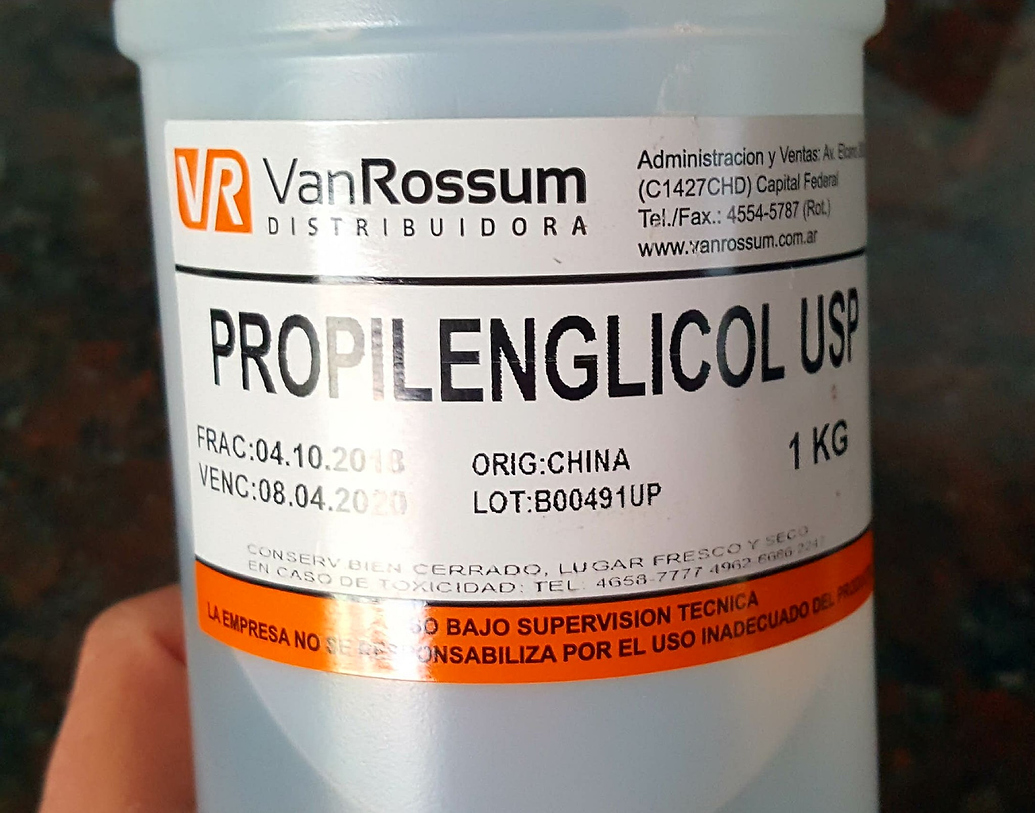 VR VanRossum
DISTRIBUIDORA
Administracion y Ventas: Av.
(C1427CHD) Capital Federal
Tel./Fax.: 4554-5787 (Rot.)
www.vanrossum.com.ar
PROPILENGLICOL USP
FRAC:04.10.2018
VENC:08.04.2020
ORIG:CHINA
LOT:B00491UP
1 KG
CONSERV BIEN CERRADO, LUGAR FRESCO Y SECO
EN CASO DE TOXICIDAD: TEL: 4658-7777 4962-6666
BAJO SUPERVISION TECNICA
LA EMPRESA NO SE RESPONSABILIZA POR EL USO INADECUADO DEL